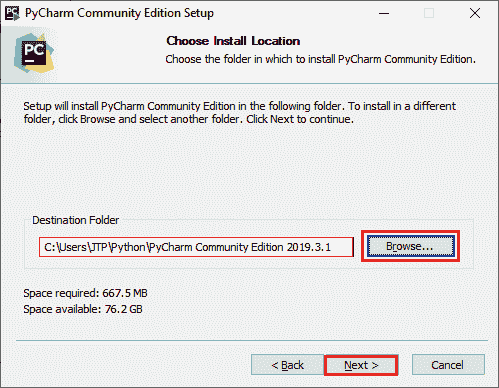 PC PyCharm Community Edition Setup
PC
Choose Install Location
Choose the folder in which to install PyCharm Community Edition.
Setup will install PyCharm Community Edition in the following folder. To install in a different
folder, click Browse and select another folder. Click Next to continue.
Destination Folder
C:\Users\JTP\Python\PyCharm Community Edition 2019.3.1
Browse...
Space required: 667.5 MB
Space available: 76.2 GB
< Back
Next >
Cancel